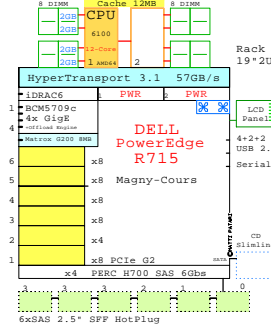 8 DIMM Cache 12MB 8 DIMM
2GB CPU
2GB 6100
2GB 12-Core
2GB 1 AMD64 2
Rack
19"2U
HyperTransport 3.1 57GB/s
iDRAC6 1 PWR 2 PWR
1 BCM5709c
4x GigE
4 -Offload Engine
Matrox G200 8MB
LCD
Panel
DELL
PowerEdge
R715
4+2+2
USB 2.
Serial
6 x8 Magny-Cours
5 x8
3 x8
2 x4
2 x8
1 x8 PCIe G2
SATA
CD
Slimlin
x4 PERC H700 SAS 6Gbs
3 3 3 2 1 0
6xSAS 2.5" SFF HotPlug